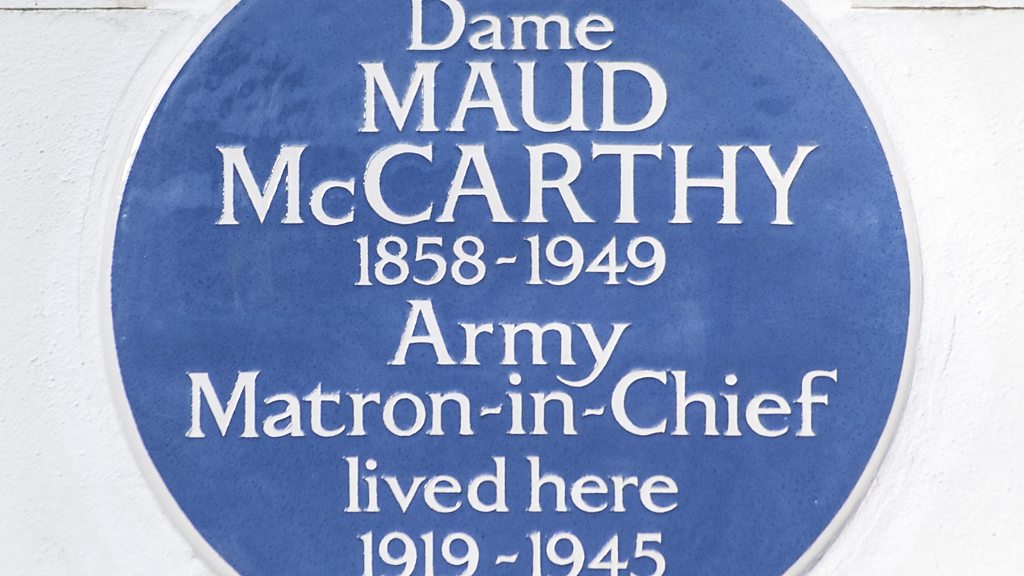 Dame
MAUD
McCARTHY
1858-1949
Army
Matron-in-Chief
lived here
1919-1945